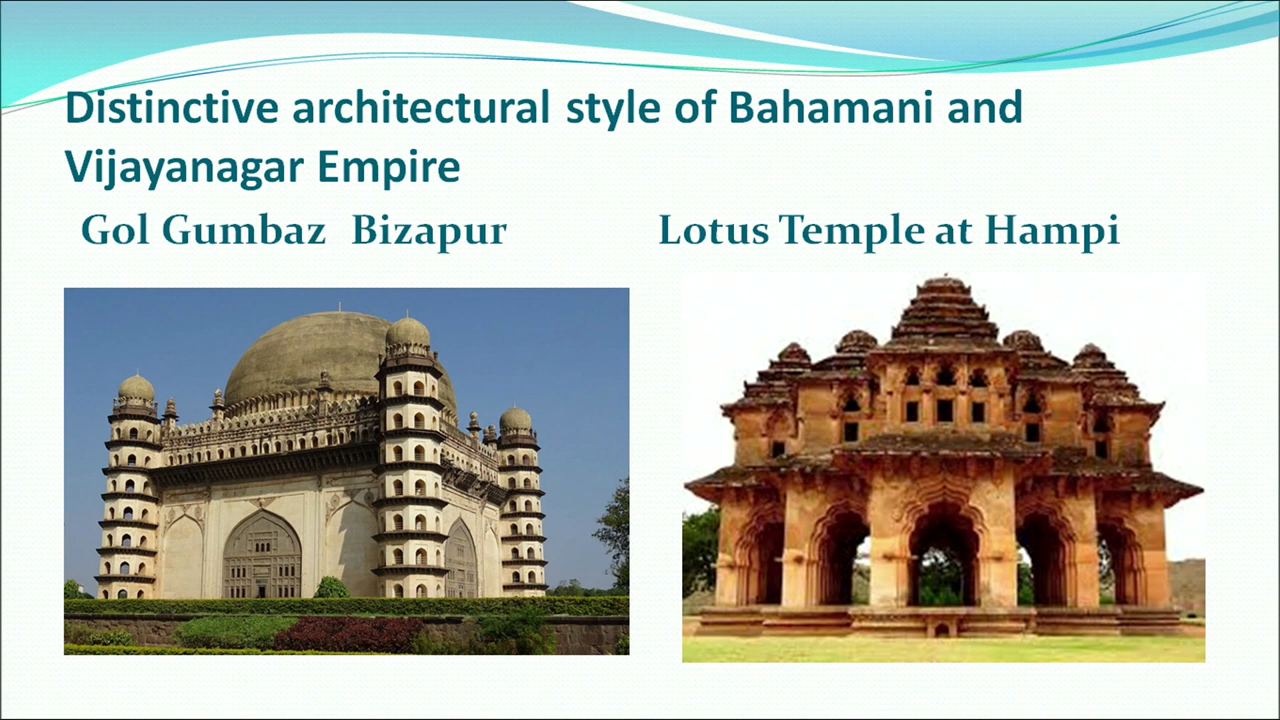 Distinctive architectural style of Bahamani and
Vijayanagar Empire
Gol Gumbaz Bizapur
Lotus Temple at Hampi